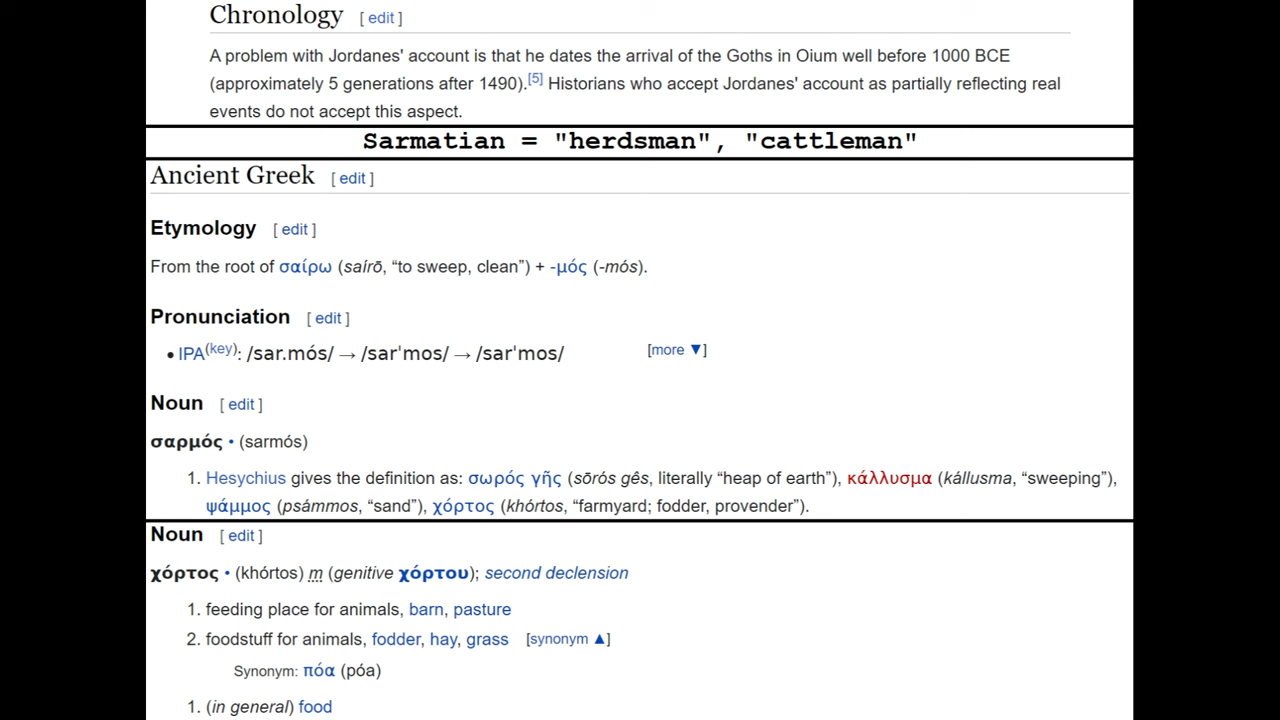 Chronology [ edit ]
A problem with Jordanes' account is that he dates the arrival of the Goths in Oium well before 1000 BCE
(approximately 5 generations after 1490).[5] Historians who accept Jordanes' account as partially reflecting real
events do not accept this aspect.
Sarmatian = "herdsman", "cattleman"
Ancient Greek [ edit ]
Etymology [ edit ]
From the root of σαίρω (saírō, “to sweep, clean”) + -μός (-mós).
Pronunciation [ edit ]
• IPA(key): /sar.mós/ → /sarˈmos/ → /sarˈmos/ [more ▼]
Noun [ edit ]
σαρμός • (sarmós)
1. Hesychius gives the definition as: σωρός γῆς (sōrós gês, literally “heap of earth”), κάλλυσμα (kállusma, “sweeping”),
ψάμμος (psámmos, “sand”), χόρτος (khórtos, “farmyard; fodder, provender”).
Noun [ edit ]
χόρτος • (khórtos) m (genitive χόρτου); second declension
1. feeding place for animals, barn, pasture
2. foodstuff for animals, fodder, hay, grass [synonym ▲]
Synonym: πόα (póa)
1. (in general) food